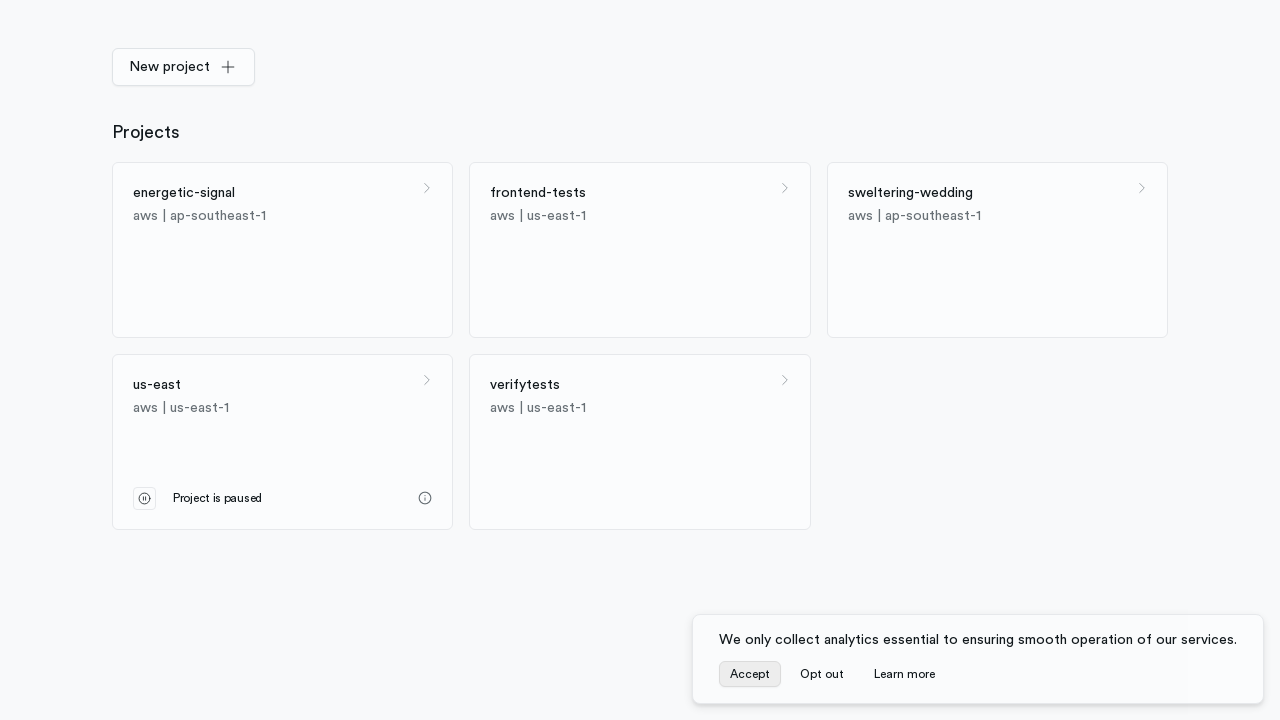 New project
Projects
energetic-signal
aws | ap-southeast-1
frontend-tests
aws | us-east-1
sweltering-wedding
aws | ap-southeast-1
us-east
aws | us-east-1
Project is paused
verifytests
aws | us-east-1
We only collect analytics essential to ensuring smooth operation of our services.
Accept
Opt out
Learn more